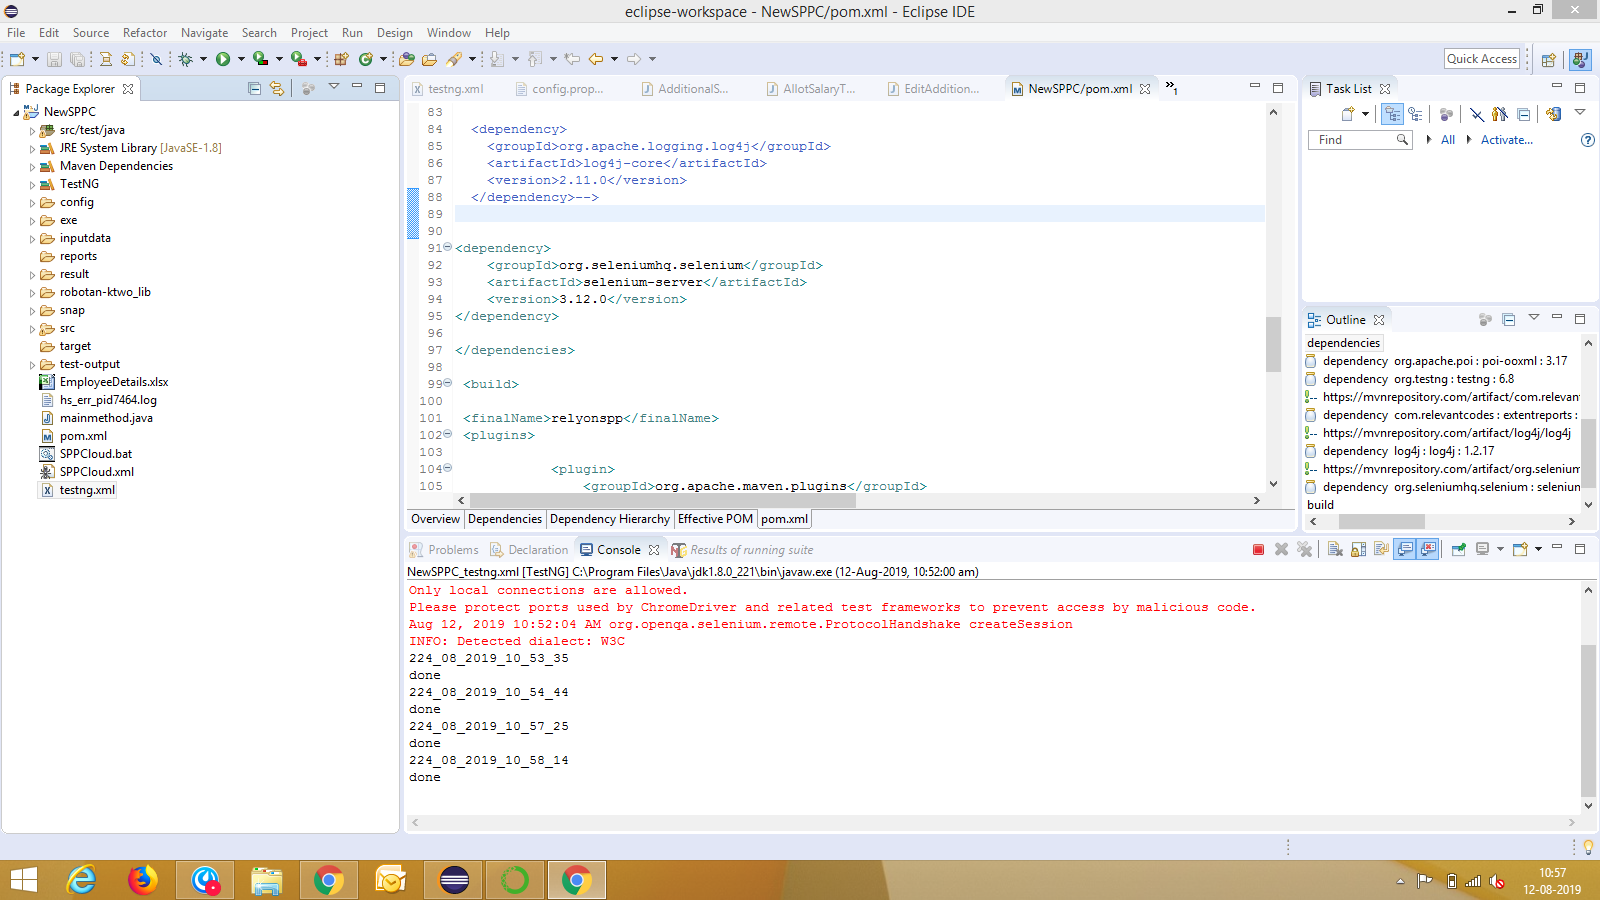 eclipse-workspace - NewSPPC/pom.xml - Eclipse IDE
File Edit Source Refactor Navigate Search Project Run Design Window Help
Quick Access
Package Explorer
NewSPPC
src/test/java
JRE System Library [JavaSE-1.8]
Maven Dependencies
TestNG
config
exe
inputdata
reports
result
robotan-ktwo_lib
snap
src
target
test-output
EmployeeDetails.xlsx
hs_err_pid7464.log
mainmethod.java
pom.xml
SPPCloud.bat
SPPCloud.xml
testng.xml
testng.xml config.prop... AdditionalS... AllotSalaryT... EditAddition... NewSPPC/pom.xml »1
83
84 <dependency>
85 <groupId>org.apache.logging.log4j</groupId>
86 <artifactId>log4j-core</artifactId>
87 <version>2.11.0</version>
88 </dependency>-->
89
90
91 <dependency>
92 <groupId>org.seleniumhq.selenium</groupId>
93 <artifactId>selenium-server</artifactId>
94 <version>3.12.0</version>
95 </dependency>
96
97 </dependencies>
98
99 <build>
100
101 <finalName>relyonspp</finalName>
102 <plugins>
103
104 <plugin>
105 <groupId>org.apache.maven.plugins</groupId>
Overview Dependencies Dependency Hierarchy Effective POM pom.xml
Task List
Find All Activate...
Outline
dependencies
dependency org.apache.poi : poi-ooxml : 3.17
dependency org.testng : testng : 6.8
https://mvnrepository.com/artifact/com.relevant
dependency com.relevantcodes : extentreports :
https://mvnrepository.com/artifact/log4j/log4j
dependency log4j : log4j : 1.2.17
https://mvnrepository.com/artifact/org.selenium
dependency org.seleniumhq.selenium : selenium
build
Problems Declaration Console Results of running suite
NewSPPC_testng.xml [TestNG] C:\Program Files\Java\jdk1.8.0_221\bin\javaw.exe (12-Aug-2019, 10:52:00 am)
Only local connections are allowed.
Please protect ports used by ChromeDriver and related test frameworks to prevent access by malicious code.
Aug 12, 2019 10:52:04 AM org.openqa.selenium.remote.ProtocolHandshake createSession
INFO: Detected dialect: W3C
224_08_2019_10_53_35
done
224_08_2019_10_54_44
done
224_08_2019_10_57_25
done
224_08_2019_10_58_14
done
10:57
12-08-2019